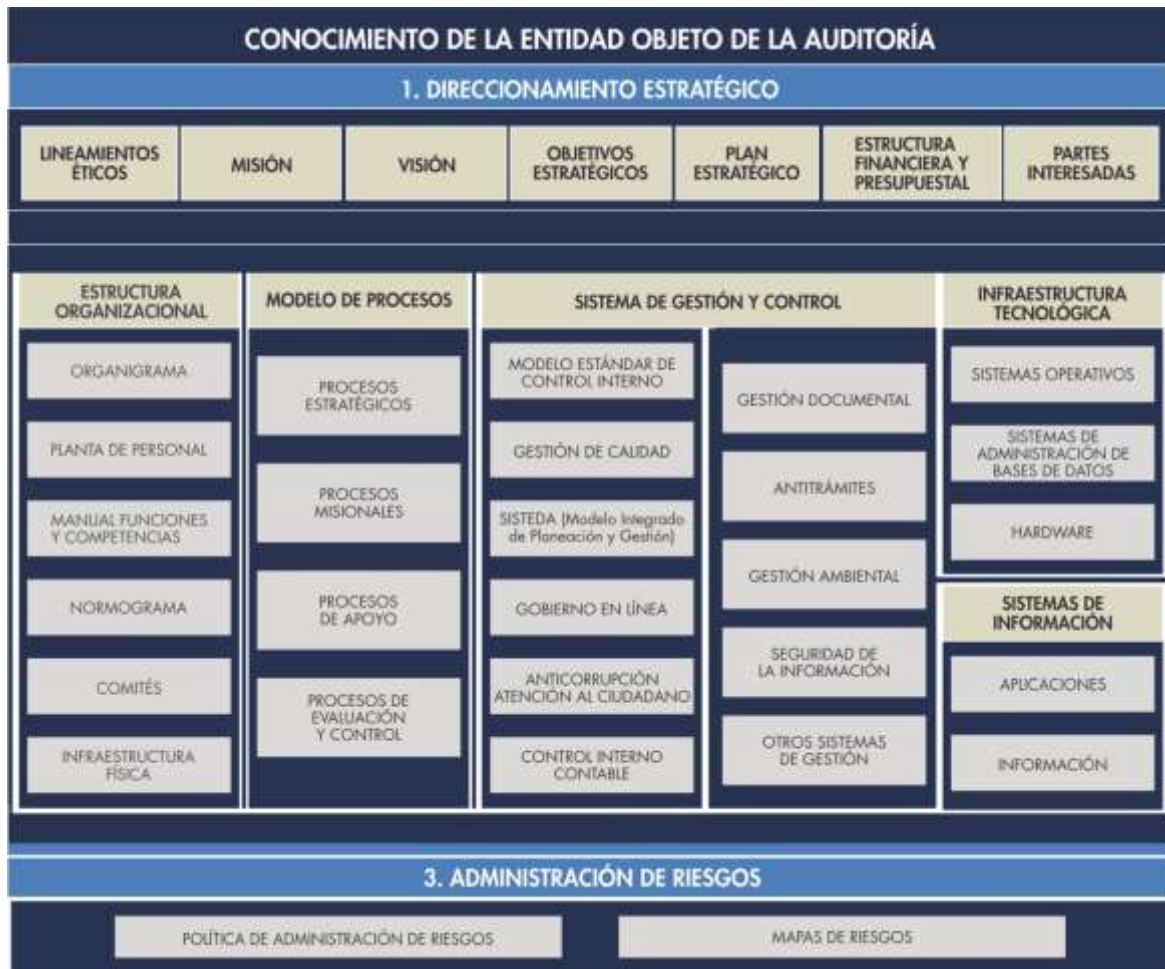 CONOCIMIENTO DE LA ENTIDAD OBJETO DE LA AUDITORÍA
1. DIRECCIONAMIENTO ESTRATÉGICO
LINEAMIENTOS
ÉTICOS
MISIÓN
VISIÓN
OBJETIVOS
ESTRATÉGICOS
PLAN
ESTRATÉGICO
ESTRUCTURA
FINANCIERA Y
PRESUPUESTAL
PARTES
INTERESADAS
ESTRUCTURA
ORGANIZACIONAL
ORGANIGRAMA
PLANTA DE PERSONAL
MANUAL FUNCIONES
Y COMPETENCIAS
NORMOGRAMA
COMITÉS
INFRAESTRUCTURA
FÍSICA
MODELO DE PROCESOS
PROCESOS
ESTRATÉGICOS
PROCESOS
MISIONALES
PROCESOS
DE APOYO
PROCESOS DE
EVALUACIÓN
Y CONTROL
SISTEMA DE GESTIÓN Y CONTROL
MODELO ESTÁNDAR DE
CONTROL INTERNO
GESTIÓN DE CALIDAD
SISTEDA (Modelo Integrado
de Planeación y Gestión)
GOBIERNO EN LÍNEA
ANTICORRUPCIÓN
ATENCIÓN AL CIUDADANO
CONTROL INTERNO
CONTABLE
GESTIÓN DOCUMENTAL
ANTITRÁMITES
GESTIÓN AMBIENTAL
SEGURIDAD DE
LA INFORMACIÓN
OTROS SISTEMAS
DE GESTIÓN
INFRAESTRUCTURA
TECNOLÓGICA
SISTEMAS OPERATIVOS
SISTEMAS DE
ADMINISTRACIÓN DE
BASES DE DATOS
HARDWARE
SISTEMAS DE
INFORMACIÓN
APLICACIONES
INFORMACIÓN
3. ADMINISTRACIÓN DE RIESGOS
POLÍTICA DE ADMINISTRACIÓN DE RIESGOS
MAPAS DE RIESGOS